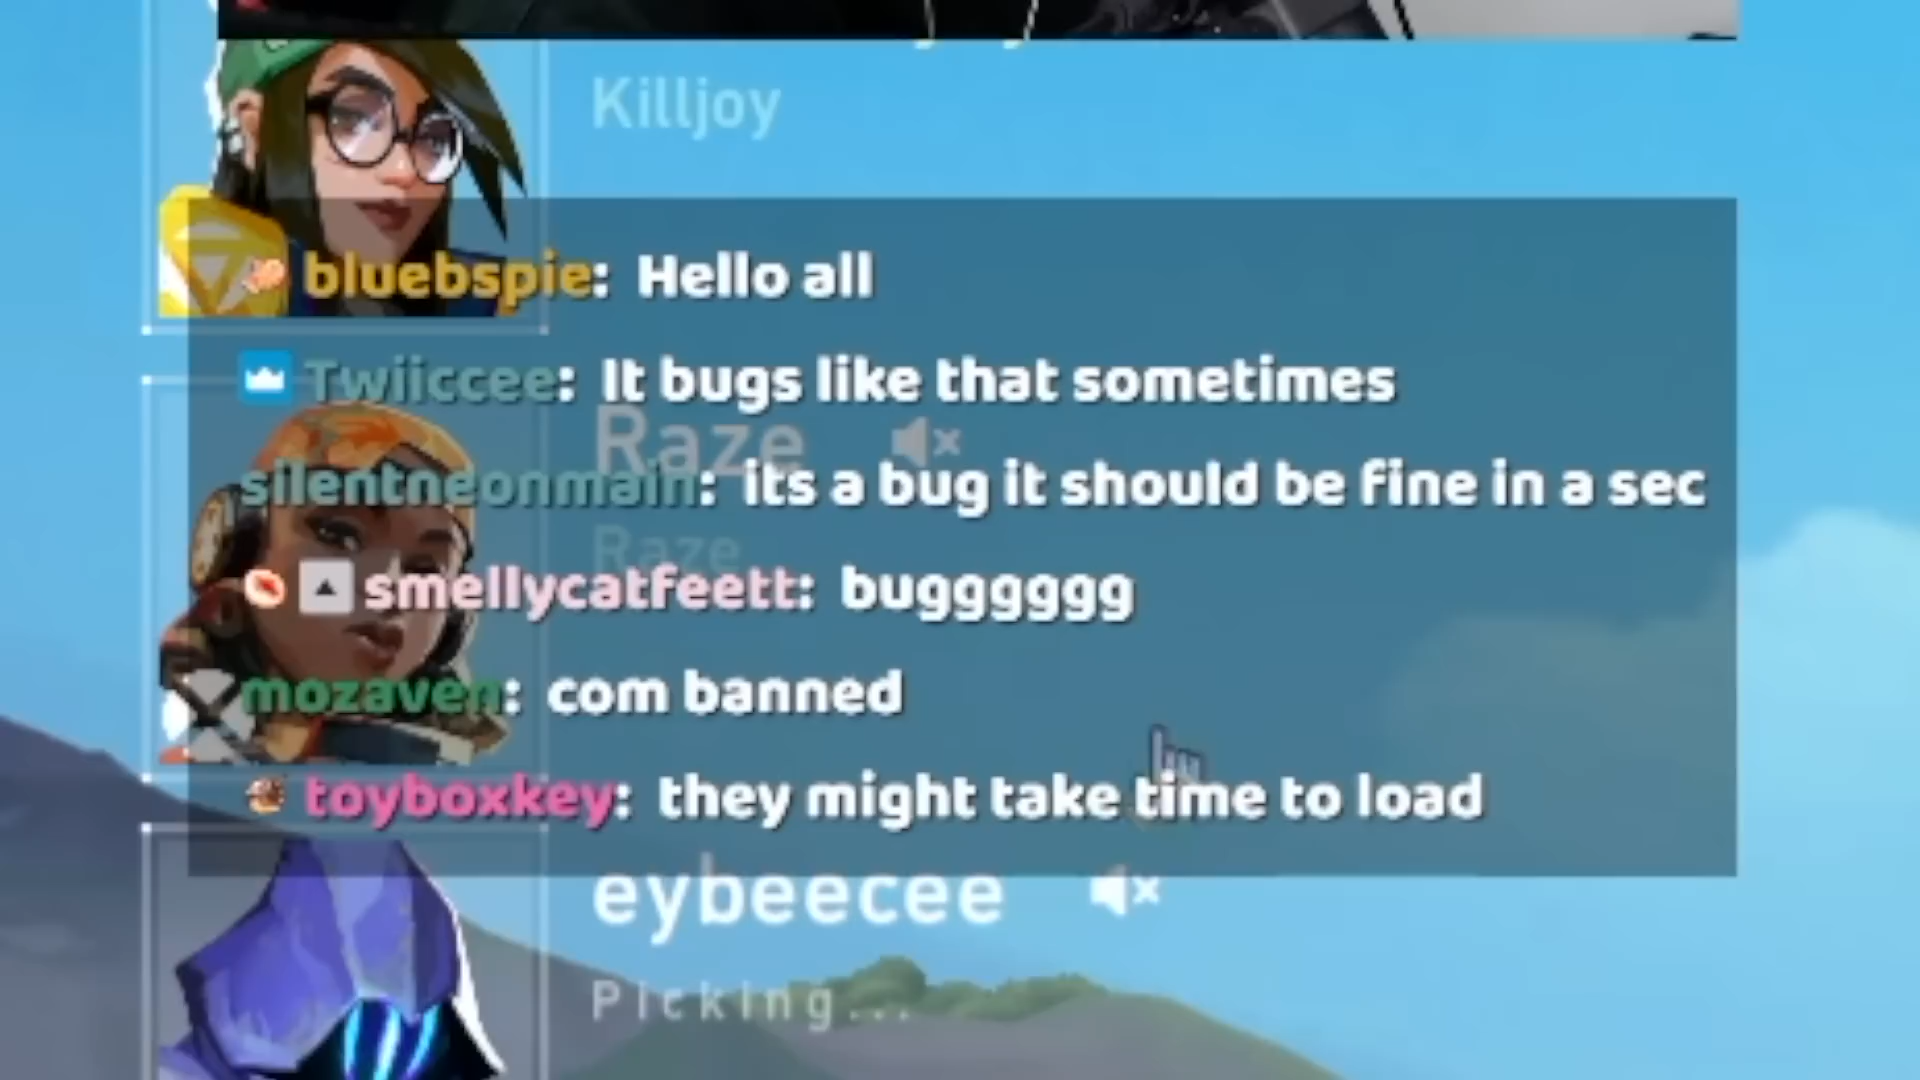 Killjoy
bluebspie: Hello all
Twiiccee: It bugs like that sometimes
Raze
silentneonmain: its a bug it should be fine in a sec
Raze
smellycatfeett: bugggggg
mozaven: com banned
toyboxkey: they might take time to load
eybeecee
Picking...